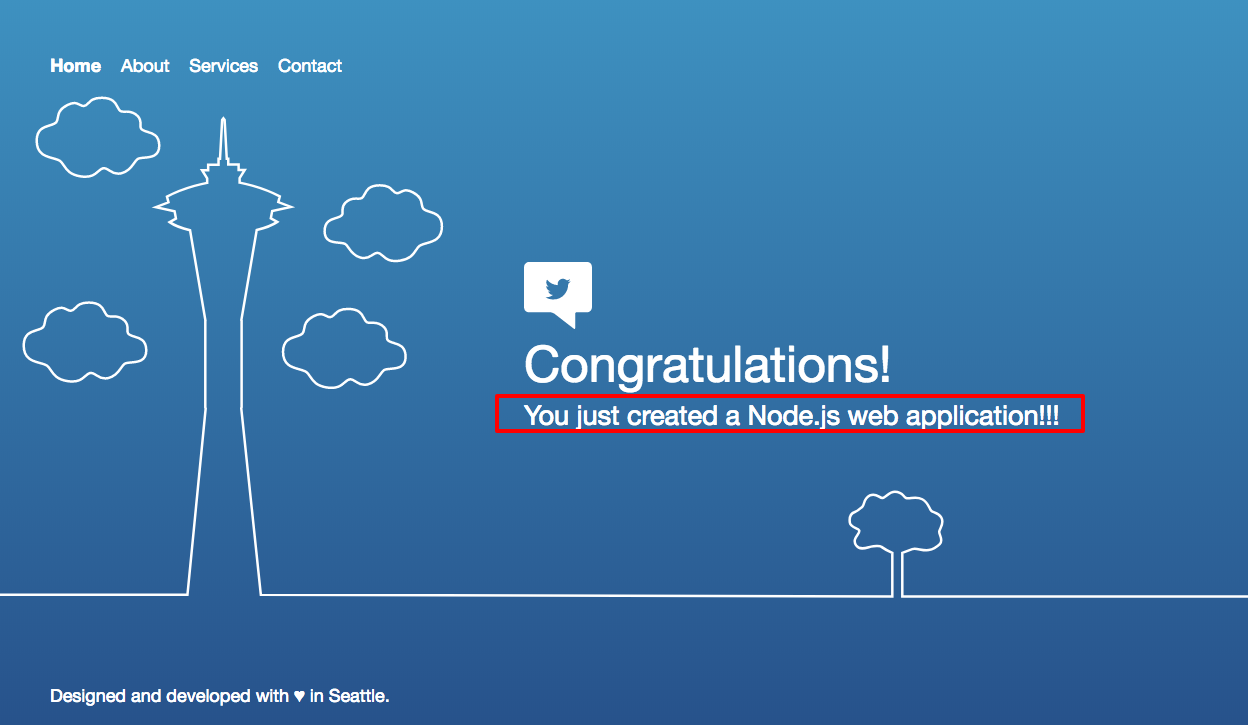 Home About Services Contact
Congratulations!
You just created a Node.js web application!!!
Designed and developed with ♥ in Seattle.